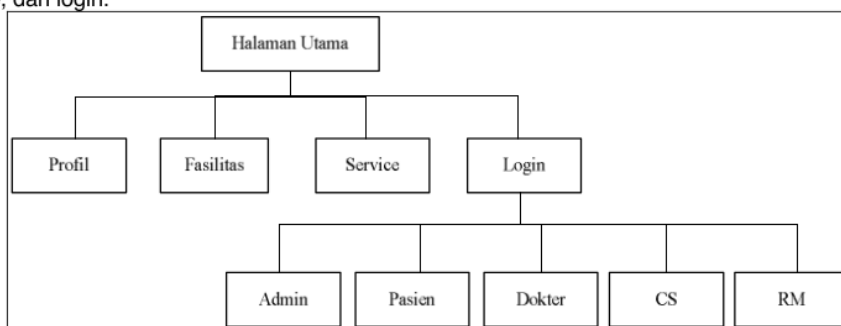 , dan login.
Halaman Utama
Profil Fasilitas Service Login
Admin Pasien Dokter CS RM